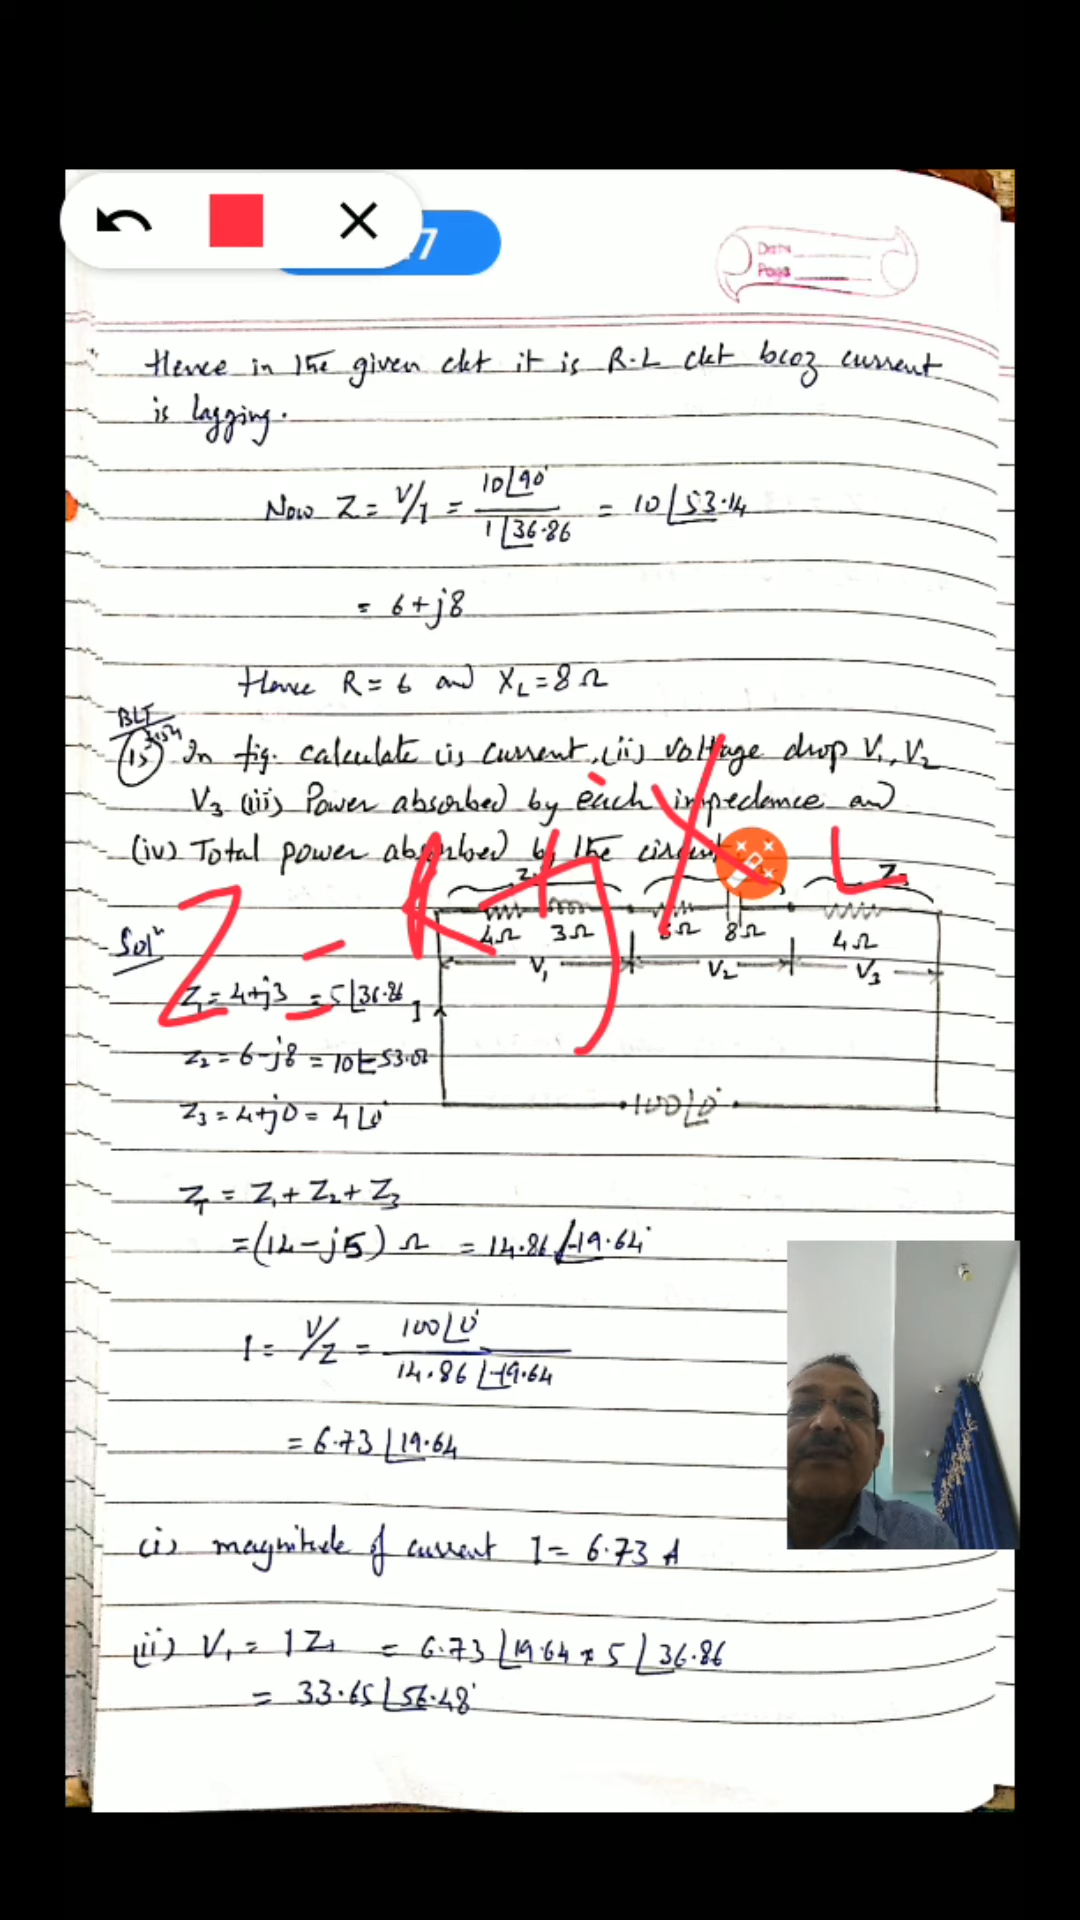 17
Date
Page
Hence in the given ckt it is R-L ckt bcoz current
is lagging.
Now Z = V/I = 10∠90° / 1∠36.86 = 10∠53.14
= 6+j8
Hence R = 6 and XL = 8 Ω
BLT
(15) In fig. calculate (i) current, (ii) voltage drop V1, V2
V3 (iii) Power absorbed by each impedance and
(iv) Total power absorbed by the circuit
Z = R + j XL
4Ω 3Ω 6Ω 8Ω 4Ω
Solⁿ
V1 V2 V3
Z1 = 4+j3 = 5∠36.86
I
Z2 = 6-j8 = 10∠-53.0
Z3 = 4+j0 = 4∠0°
100∠0°
ZT = Z1 + Z2 + Z3
= (14-j5) Ω = 14.86∠-19.64°
I = V/Z = 100∠0° / 14.86∠-19.64
= 6.73∠19.64
(i) magnitude of current I = 6.73 A
(ii) V1 = IZ1 = 6.73∠19.64 × 5∠36.86
= 33.65∠56.48°